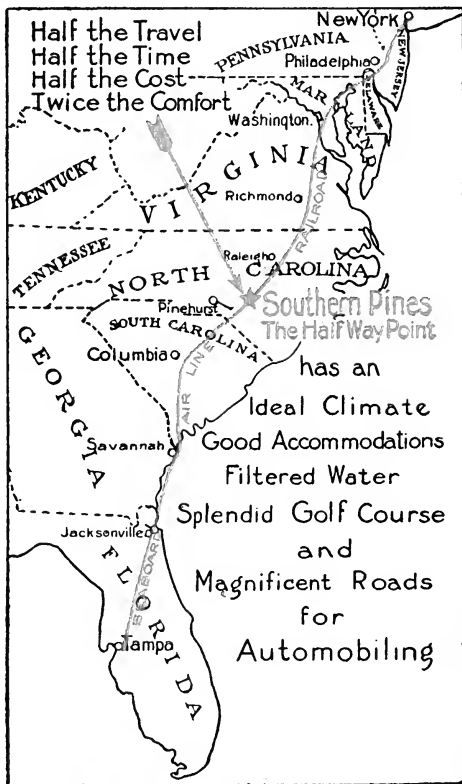 Half the Travel
Half the Time
Half the Cost
Twice the Comfort
New York
PENNSYLVANIA
Philadelphia
NEW JERSEY
DELAWARE
MARYLAND
Washington
KENTUCKY
VIRGINIA
Richmond
RAILROAD
TENNESSEE
Raleigh
NORTH CAROLINA
Pinehurst
Southern Pines
The Half Way Point
SOUTH CAROLINA
Columbia
AIR LINE
has an
Ideal Climate
GEORGIA
Savannah
Good Accommodations
Filtered Water
Jacksonville
Splendid Golf Course
and
SEABOARD
FLORIDA
Magnificent Roads
for
Tampa
Automobiling